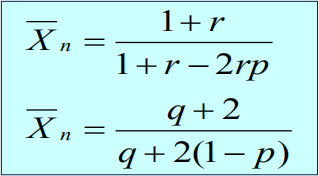 X̅ₙ = (1 + r) / (1 + r − 2rp)
X̅ₙ = (q + 2) / (q + 2(1 − p))